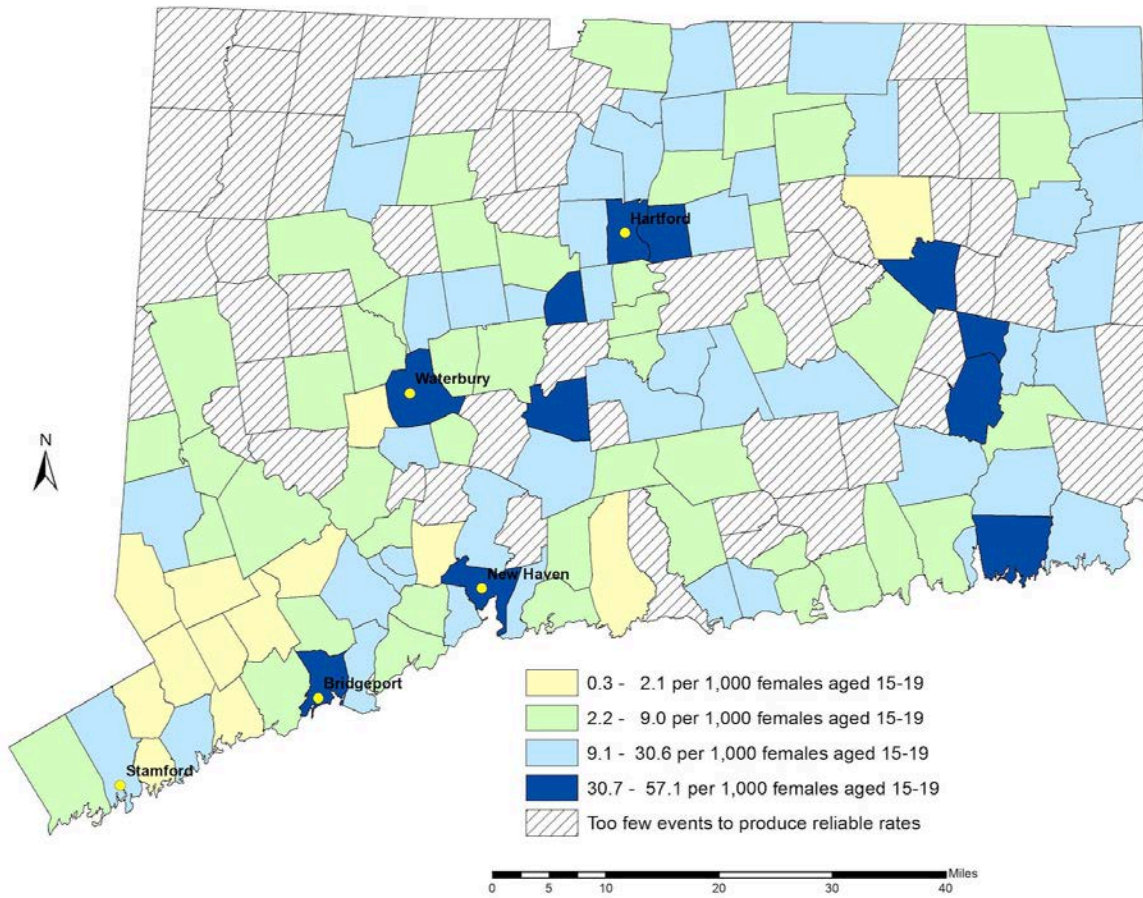 Hartford
Waterbury
N
New Haven
Bridgeport
Stamford
0.3 - 2.1 per 1,000 females aged 15-19
2.2 - 9.0 per 1,000 females aged 15-19
9.1 - 30.6 per 1,000 females aged 15-19
30.7 - 57.1 per 1,000 females aged 15-19
Too few events to produce reliable rates
Miles
0 5 10 20 30 40